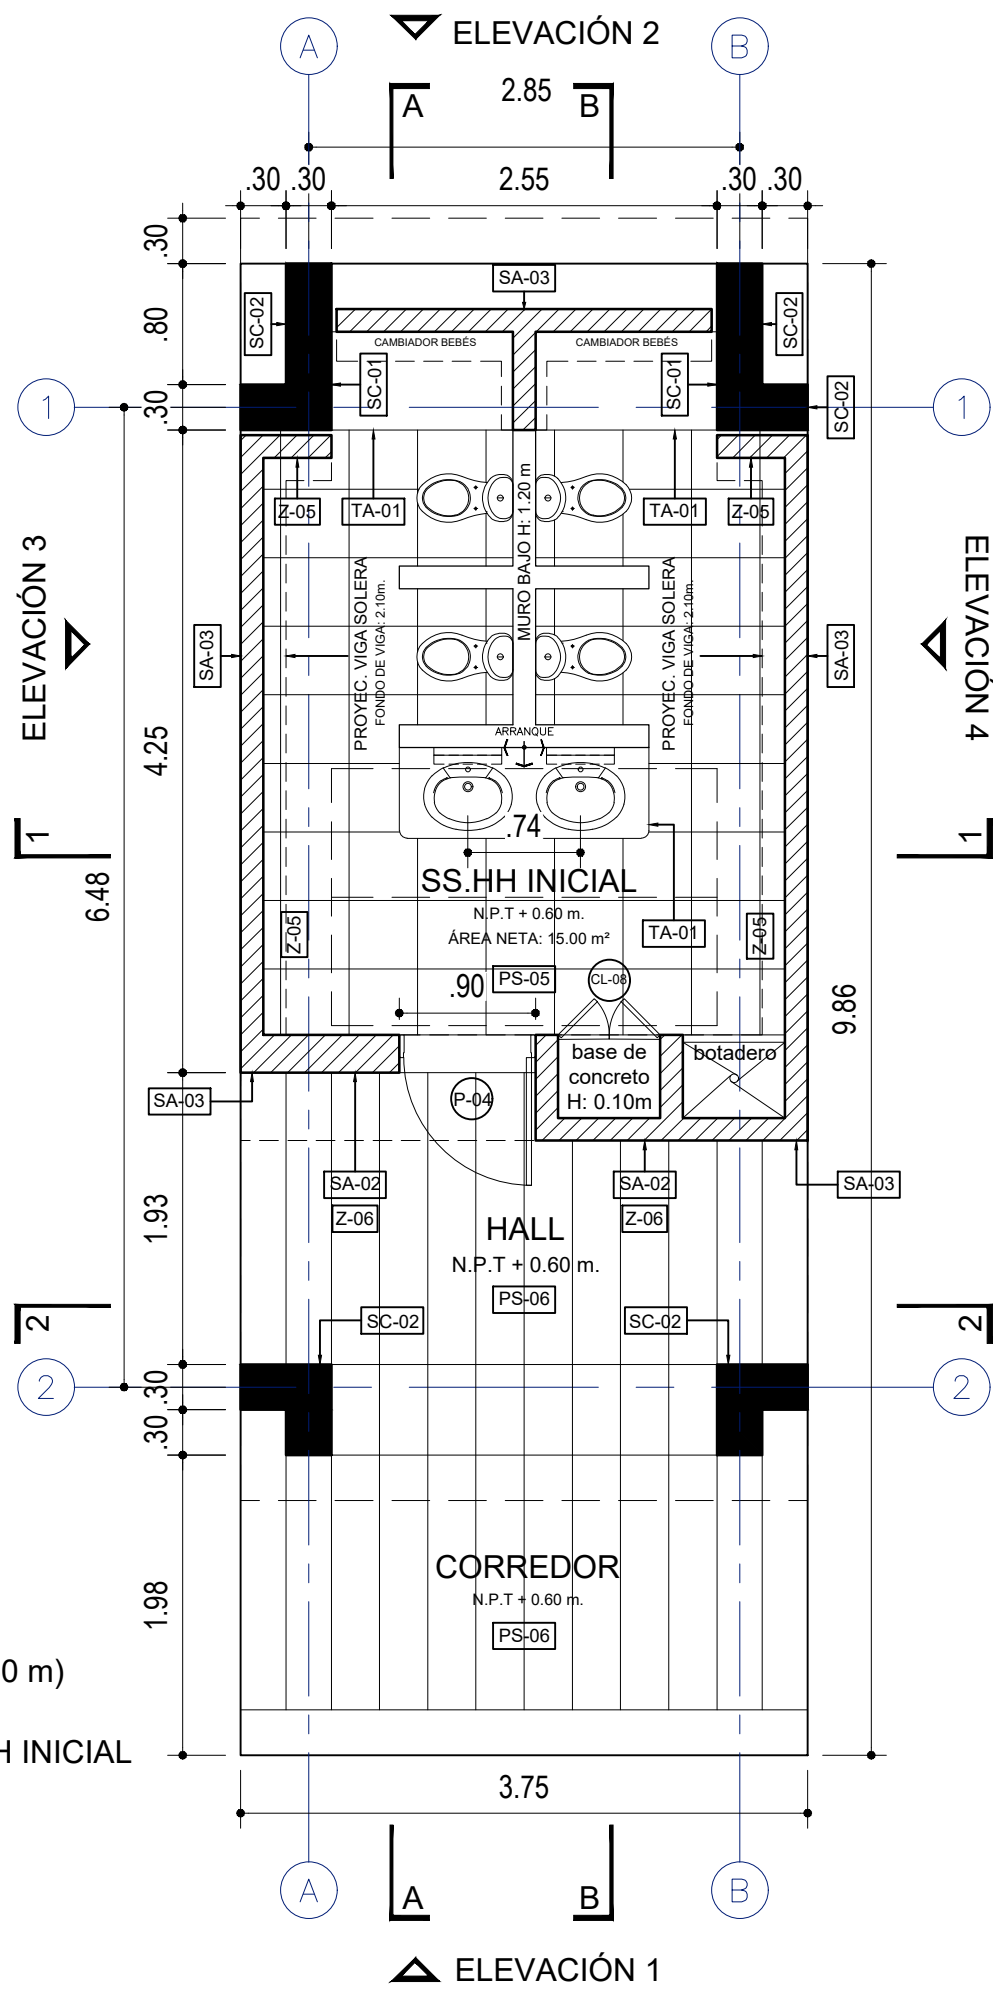 ELEVACIÓN 2
A
B
2.85
A
B
.30
.30
2.55
.30
.30
.30
SA-03
SC-02
SC-02
.80
CAMBIADOR BEBÉS
CAMBIADOR BEBÉS
SC-01
SC-01
1
.30
SC-02
1
Z-05
TA-01
MURO BAJO H: 1.20 m
TA-01
Z-05
ELEVACIÓN 3
SA-03
PROYEC. VIGA SOLERA
FONDO DE VIGA: 2.10m.
PROYEC. VIGA SOLERA
FONDO DE VIGA: 2.10m.
SA-03
ELEVACIÓN 4
4.25
ARRANQUE
1
.74
1
6.48
SS.HH INICIAL
N.P.T + 0.60 m.
ÁREA NETA: 15.00 m²
Z-05
TA-01
Z-05
.90
PS-05
CL-08
9.86
base de
concreto
H: 0.10m
botadero
SA-03
P-04
SA-02
SA-02
SA-03
Z-06
Z-06
1.93
HALL
N.P.T + 0.60 m.
PS-06
2
SC-02
SC-02
2
2
.30
2
.30
CORREDOR
N.P.T + 0.60 m.
PS-06
1.98
0 m)
H INICIAL
3.75
A
A
B
B
ELEVACIÓN 1